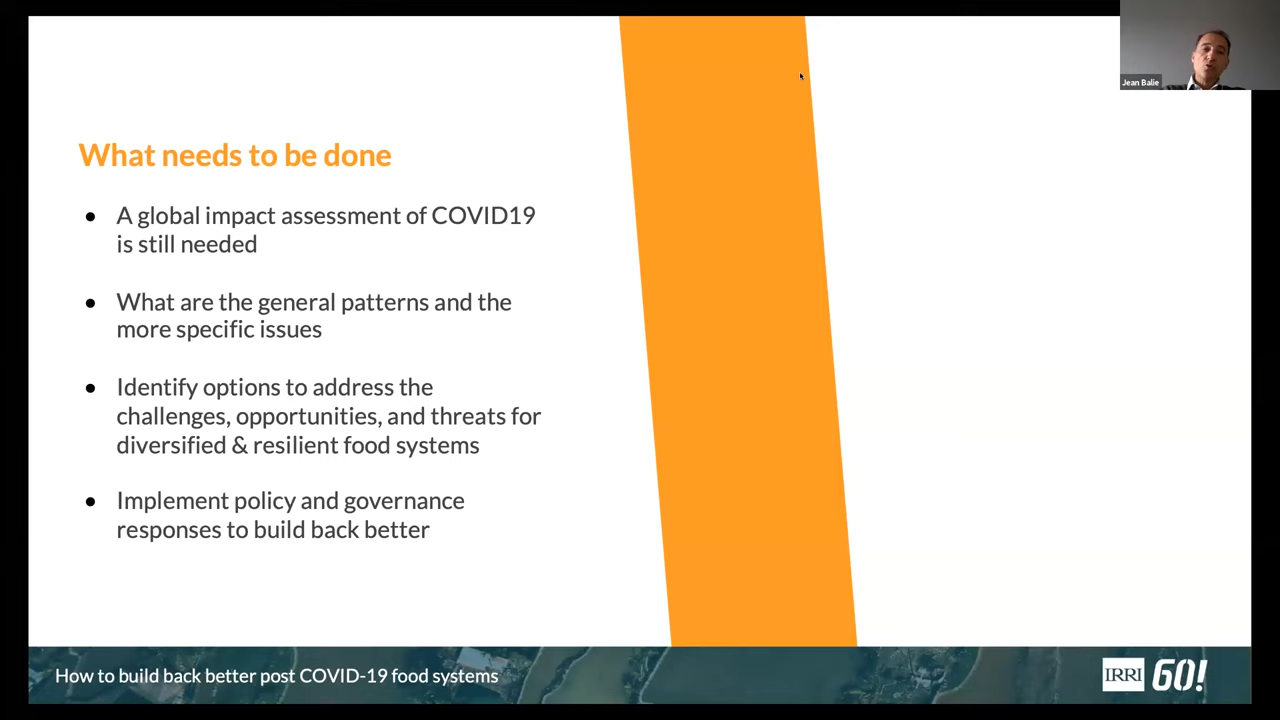 Jean Balie
What needs to be done
● A global impact assessment of COVID19
is still needed
● What are the general patterns and the
more specific issues
● Identify options to address the
challenges, opportunities, and threats for
diversified & resilient food systems
● Implement policy and governance
responses to build back better
How to build back better post COVID-19 food systems
IRRI 60!